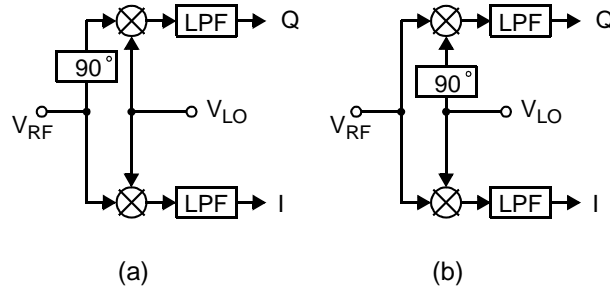 LPF Q
90°
V_RF
V_LO
LPF I
(a)
LPF Q
90°
V_RF
V_LO
LPF I
(b)